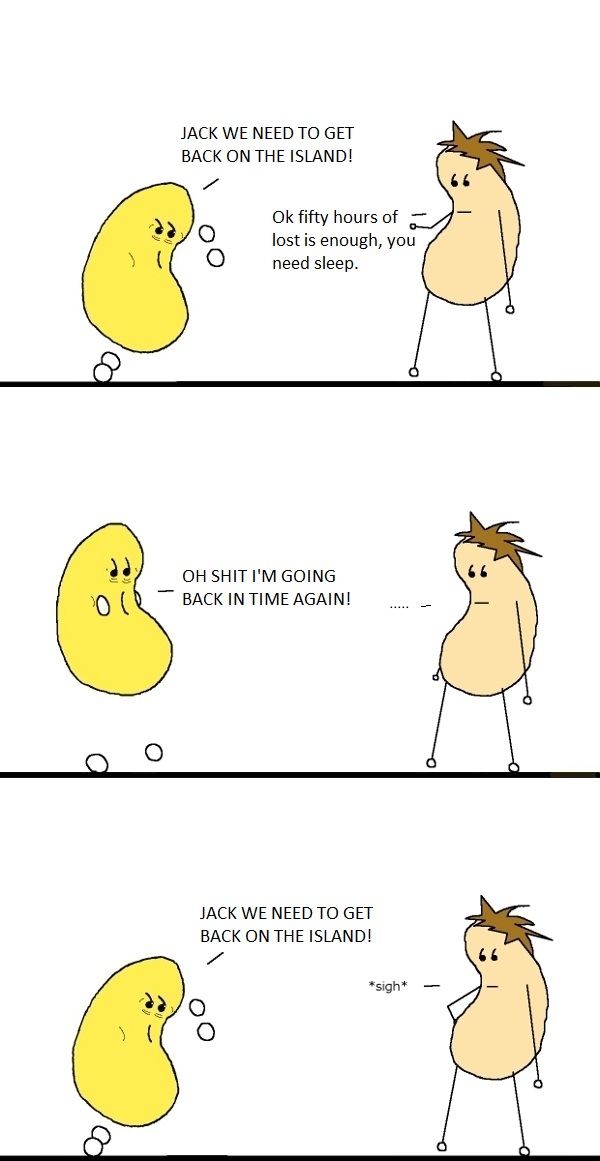 JACK WE NEED TO GET
BACK ON THE ISLAND!
Ok fifty hours of
lost is enough, you
need sleep.
OH SHIT I'M GOING
BACK IN TIME AGAIN!
.....
JACK WE NEED TO GET
BACK ON THE ISLAND!
*sigh*